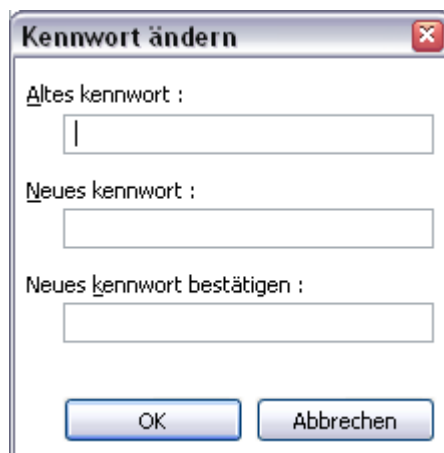 Kennwort ändern
Altes kennwort :
Neues kennwort :
Neues kennwort bestätigen :
OK Abbrechen